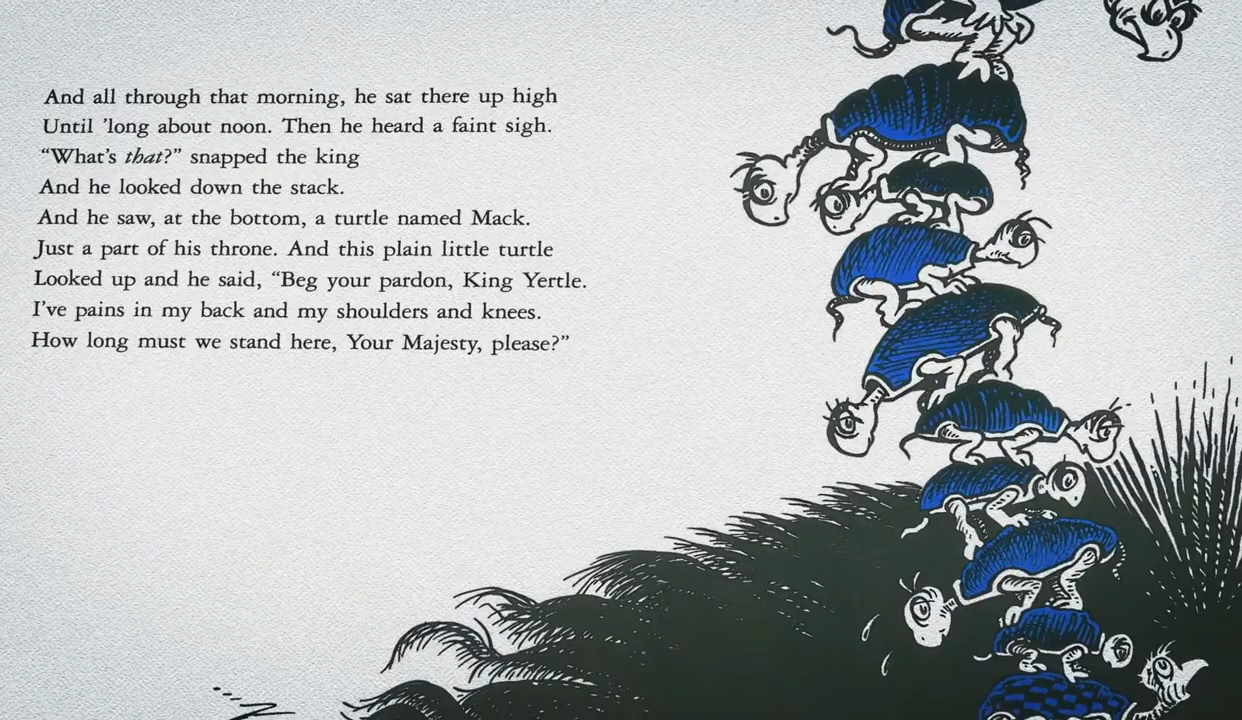 And all through that morning, he sat there up high
Until ’long about noon. Then he heard a faint sigh.
“What’s that?” snapped the king
And he looked down the stack.
And he saw, at the bottom, a turtle named Mack.
Just a part of his throne. And this plain little turtle
Looked up and he said, “Beg your pardon, King Yertle.
I’ve pains in my back and my shoulders and knees.
How long must we stand here, Your Majesty, please?”